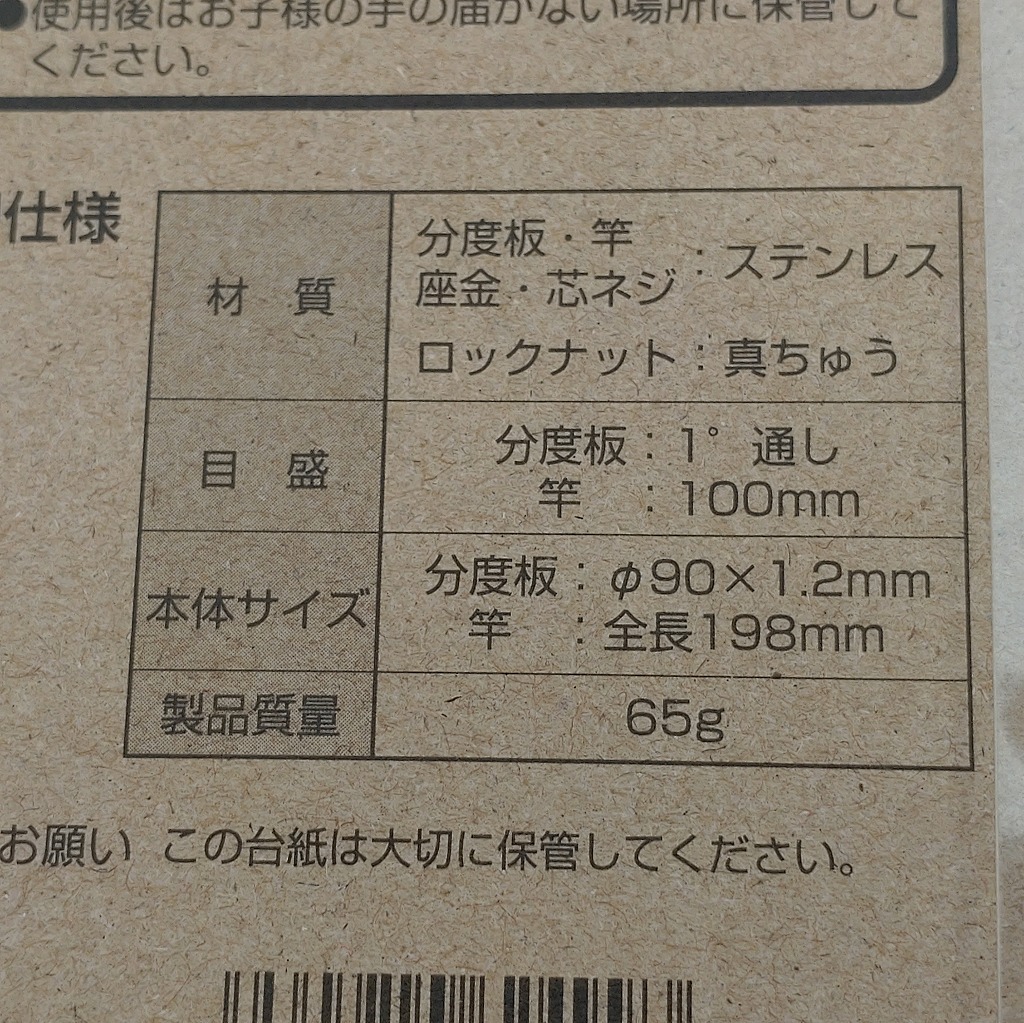 ●使用後はお子様の手の届かない場所に保管して
ください。
仕様
材 質
分度板・竿
座金・芯ネジ
：ステンレス
ロックナット：真ちゅう
目 盛
分度板：1°通し
竿 ：100mm
本体サイズ
分度板：φ90×1.2mm
竿 ：全長198mm
製品質量
65g
お願い この台紙は大切に保管してください。